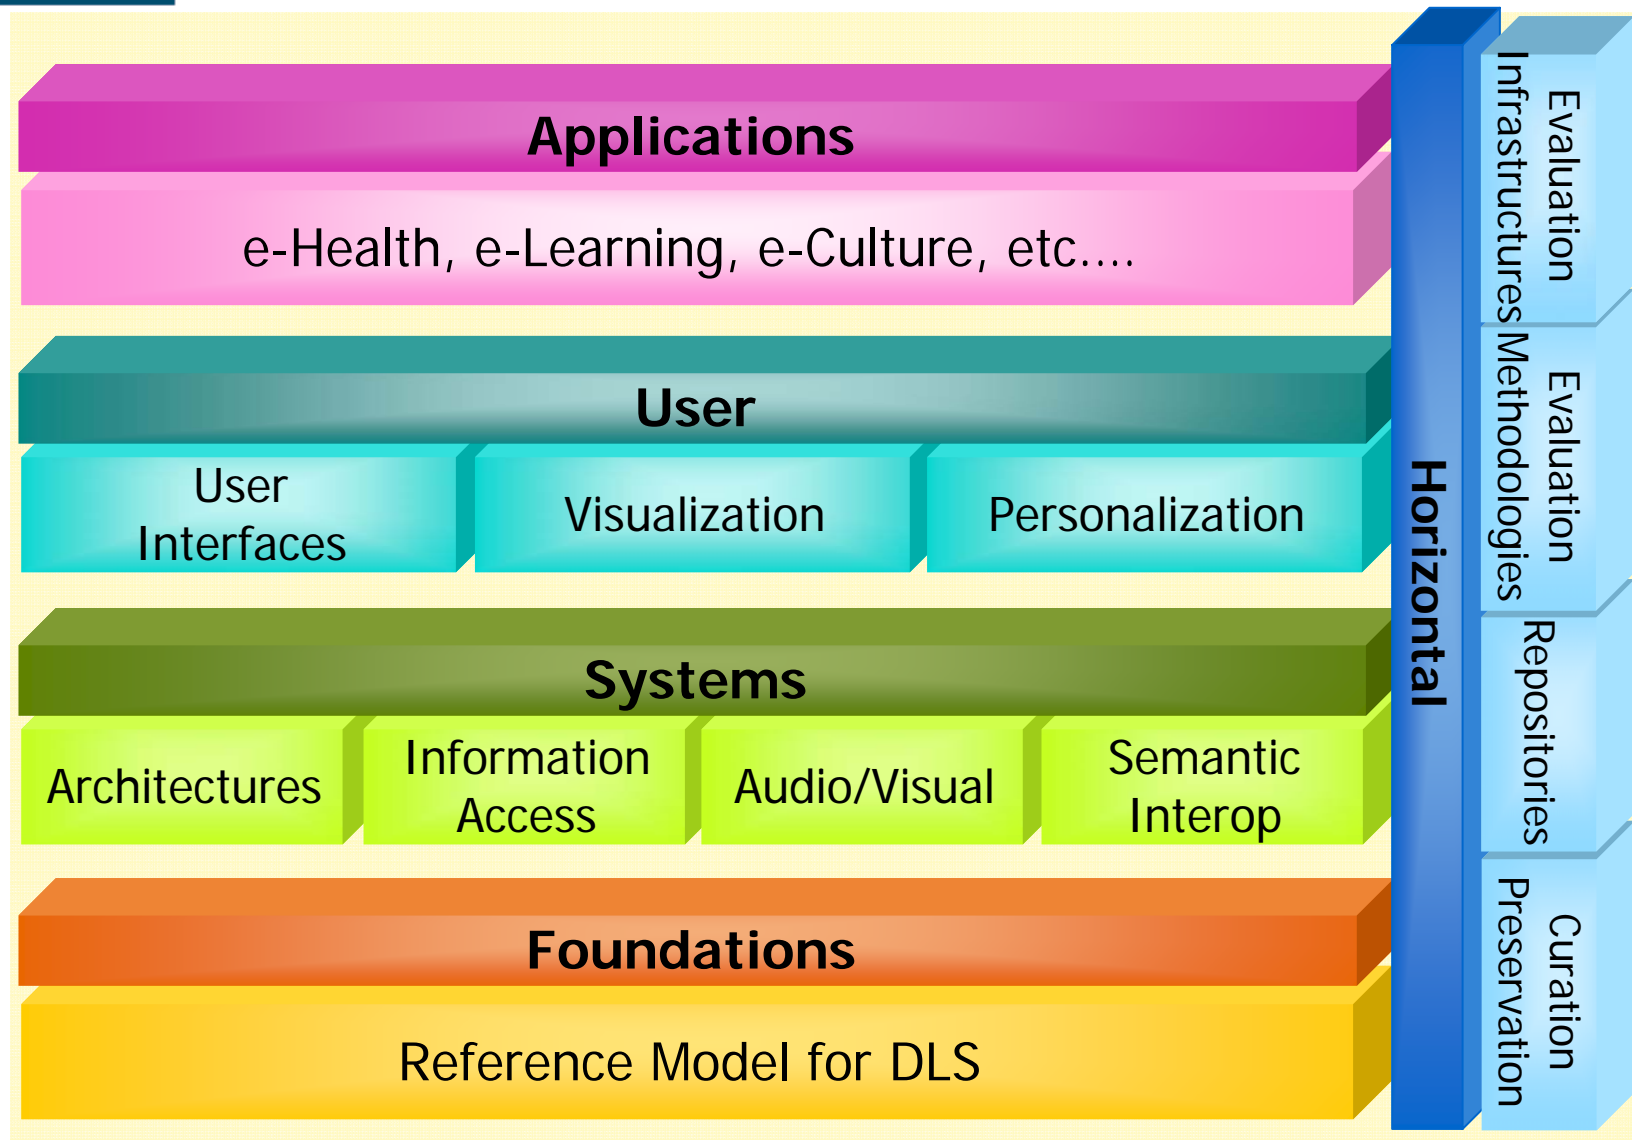 Applications
e-Health, e-Learning, e-Culture, etc....
User
User
Interfaces
Visualization
Personalization
Systems
Architectures
Information
Access
Audio/Visual
Semantic
Interop
Foundations
Reference Model for DLS
Horizontal
Evaluation
Infrastructures
Evaluation
Methodologies
Repositories
Curation
Preservation